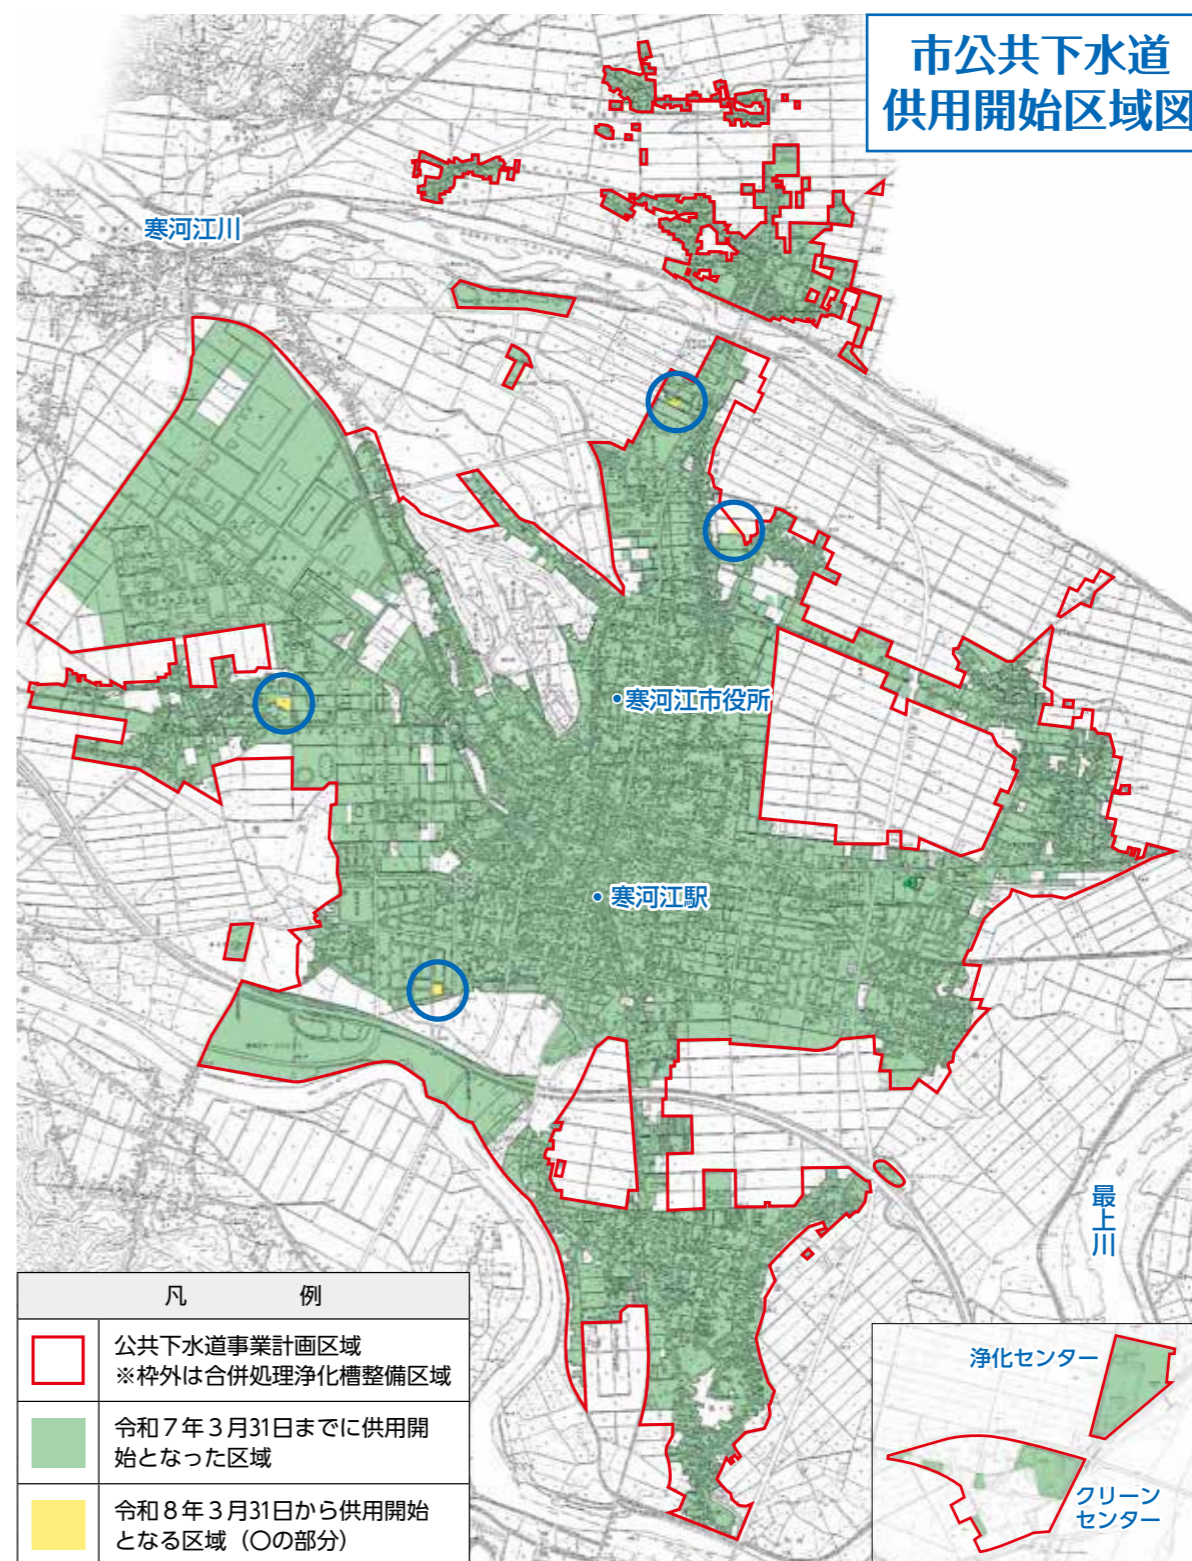 市公共下水道
供用開始区域図
寒河江川
寒河江市役所
寒河江駅
最上川
浄化センター
クリーン
センター
凡　例
公共下水道事業計画区域
※枠外は合併処理浄化槽整備区域
令和７年３月31日までに供用開
始となった区域
令和８年３月31日から供用開始
となる区域（〇の部分）